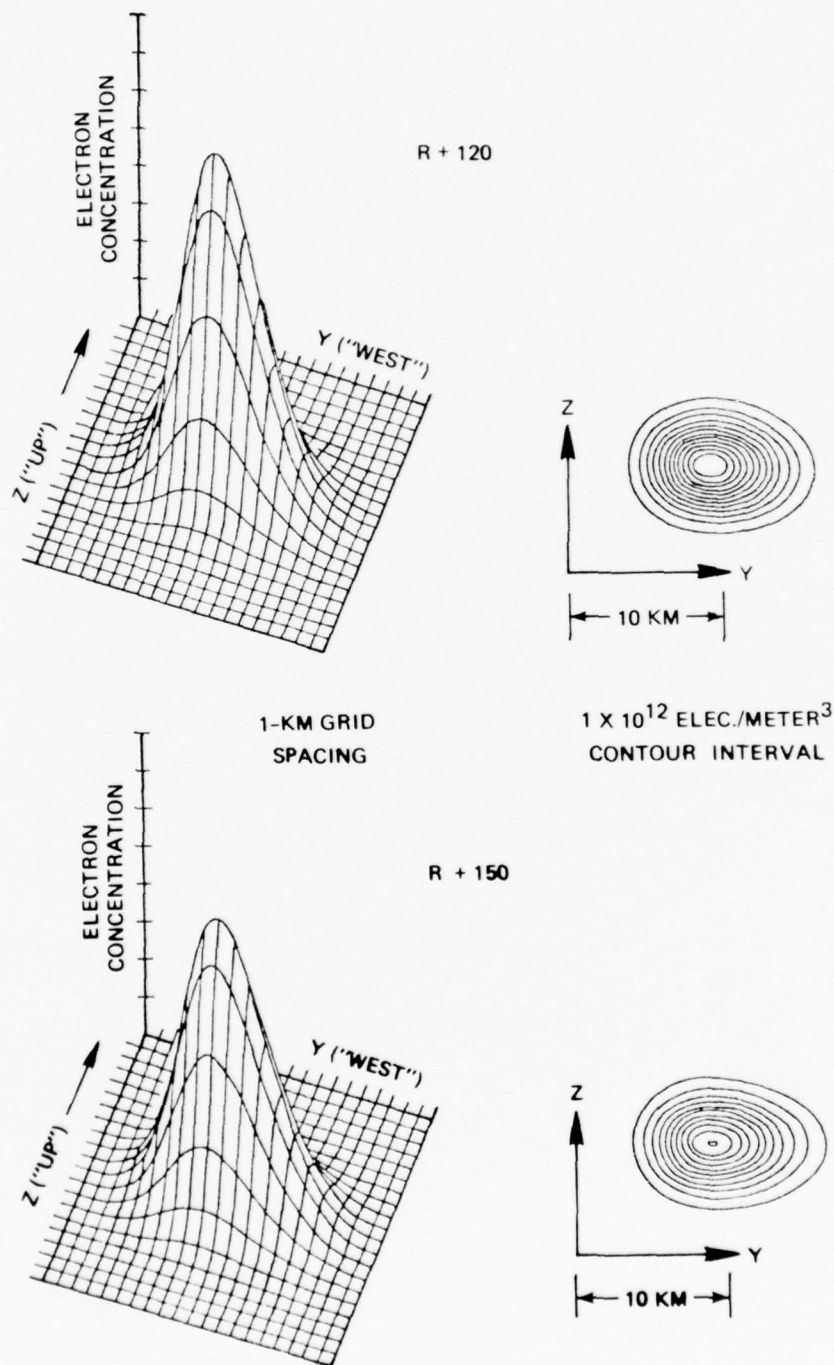 ELECTRON
CONCENTRATION
R + 120
Z ("UP")
Y ("WEST")
Z
Y
10 KM
1-KM GRID
SPACING
1 X 10¹² ELEC./METER³
CONTOUR INTERVAL
ELECTRON
CONCENTRATION
R + 150
Z ("UP")
Y ("WEST")
Z
Y
10 KM